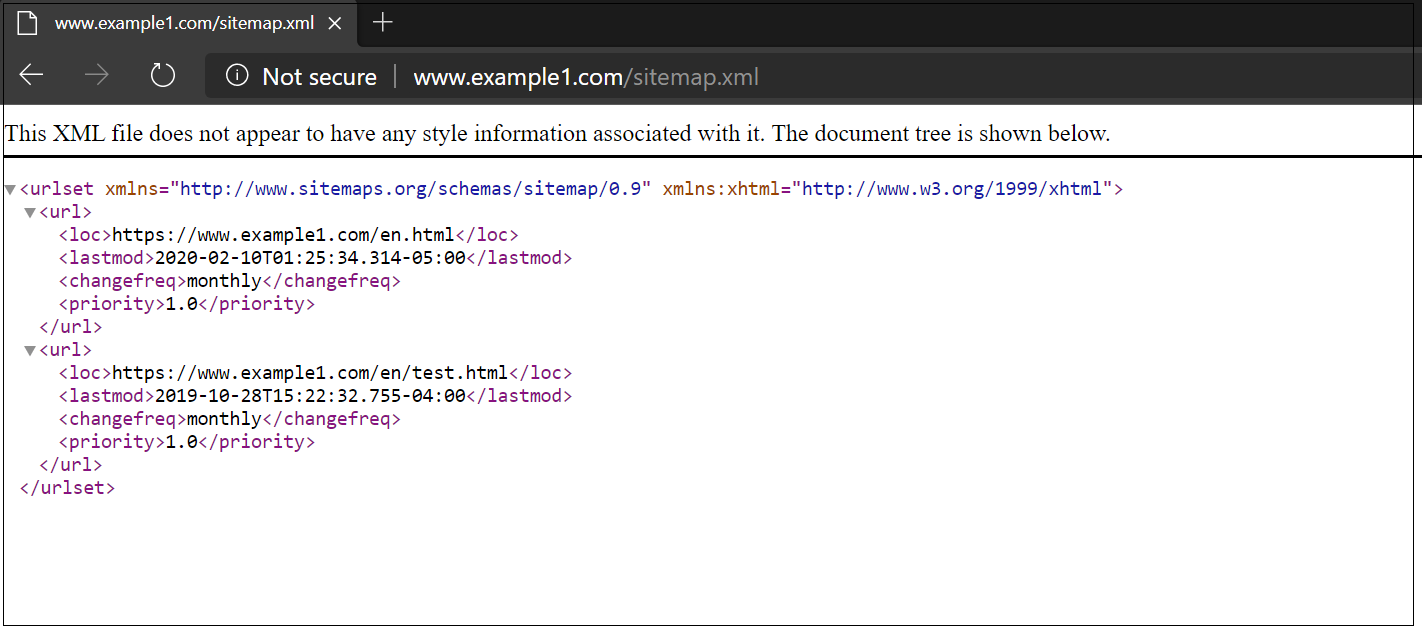 www.example1.com/sitemap.xml
Not secure | www.example1.com/sitemap.xml
This XML file does not appear to have any style information associated with it. The document tree is shown below.
<urlset xmlns="http://www.sitemaps.org/schemas/sitemap/0.9" xmlns:xhtml="http://www.w3.org/1999/xhtml">
<url>
<loc>https://www.example1.com/en.html</loc>
<lastmod>2020-02-10T01:25:34.314-05:00</lastmod>
<changefreq>monthly</changefreq>
<priority>1.0</priority>
</url>
<url>
<loc>https://www.example1.com/en/test.html</loc>
<lastmod>2019-10-28T15:22:32.755-04:00</lastmod>
<changefreq>monthly</changefreq>
<priority>1.0</priority>
</url>
</urlset>